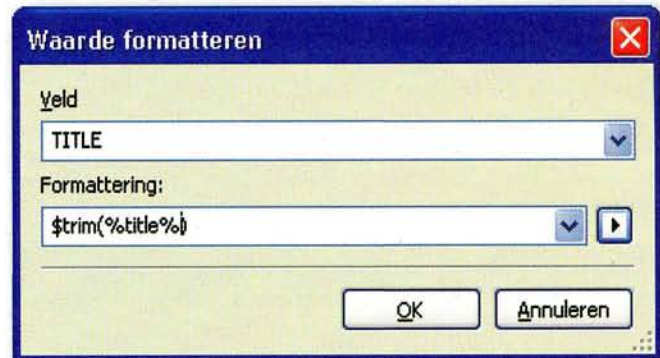 Waarde formatteren
Veld
TITLE
Formattering:
$trim(%title%)
OK
Annuleren